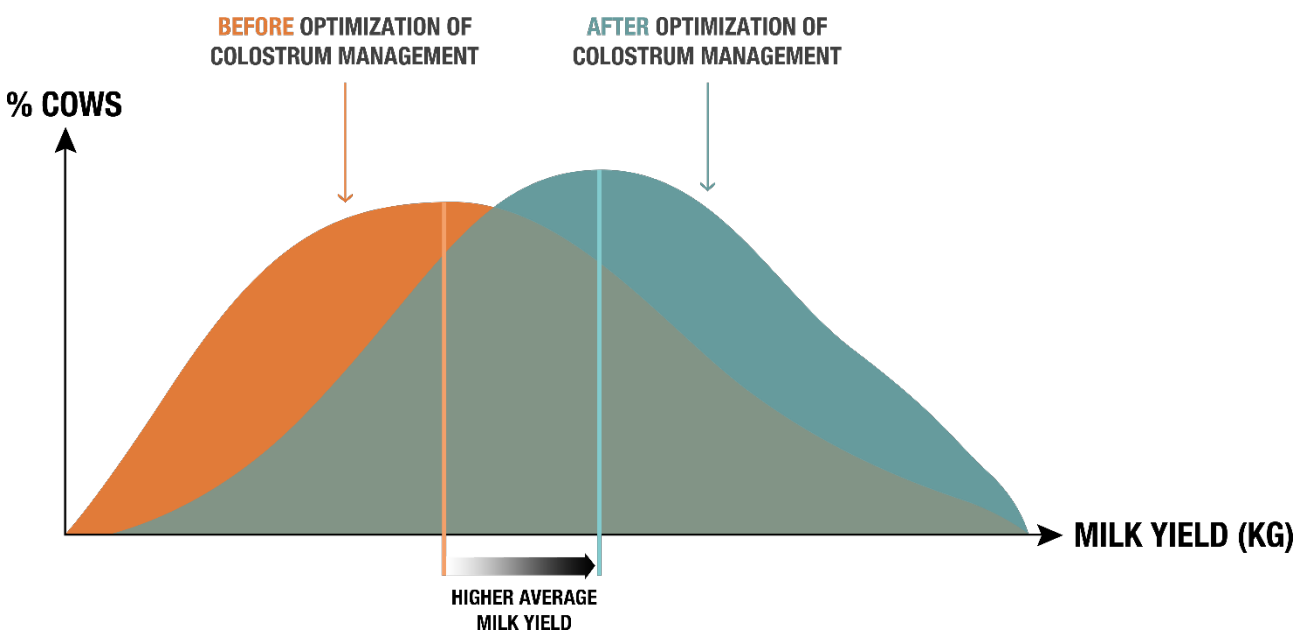 BEFORE OPTIMIZATION OF
COLOSTRUM MANAGEMENT
AFTER OPTIMIZATION OF
COLOSTRUM MANAGEMENT
% COWS
MILK YIELD (KG)
HIGHER AVERAGE
MILK YIELD